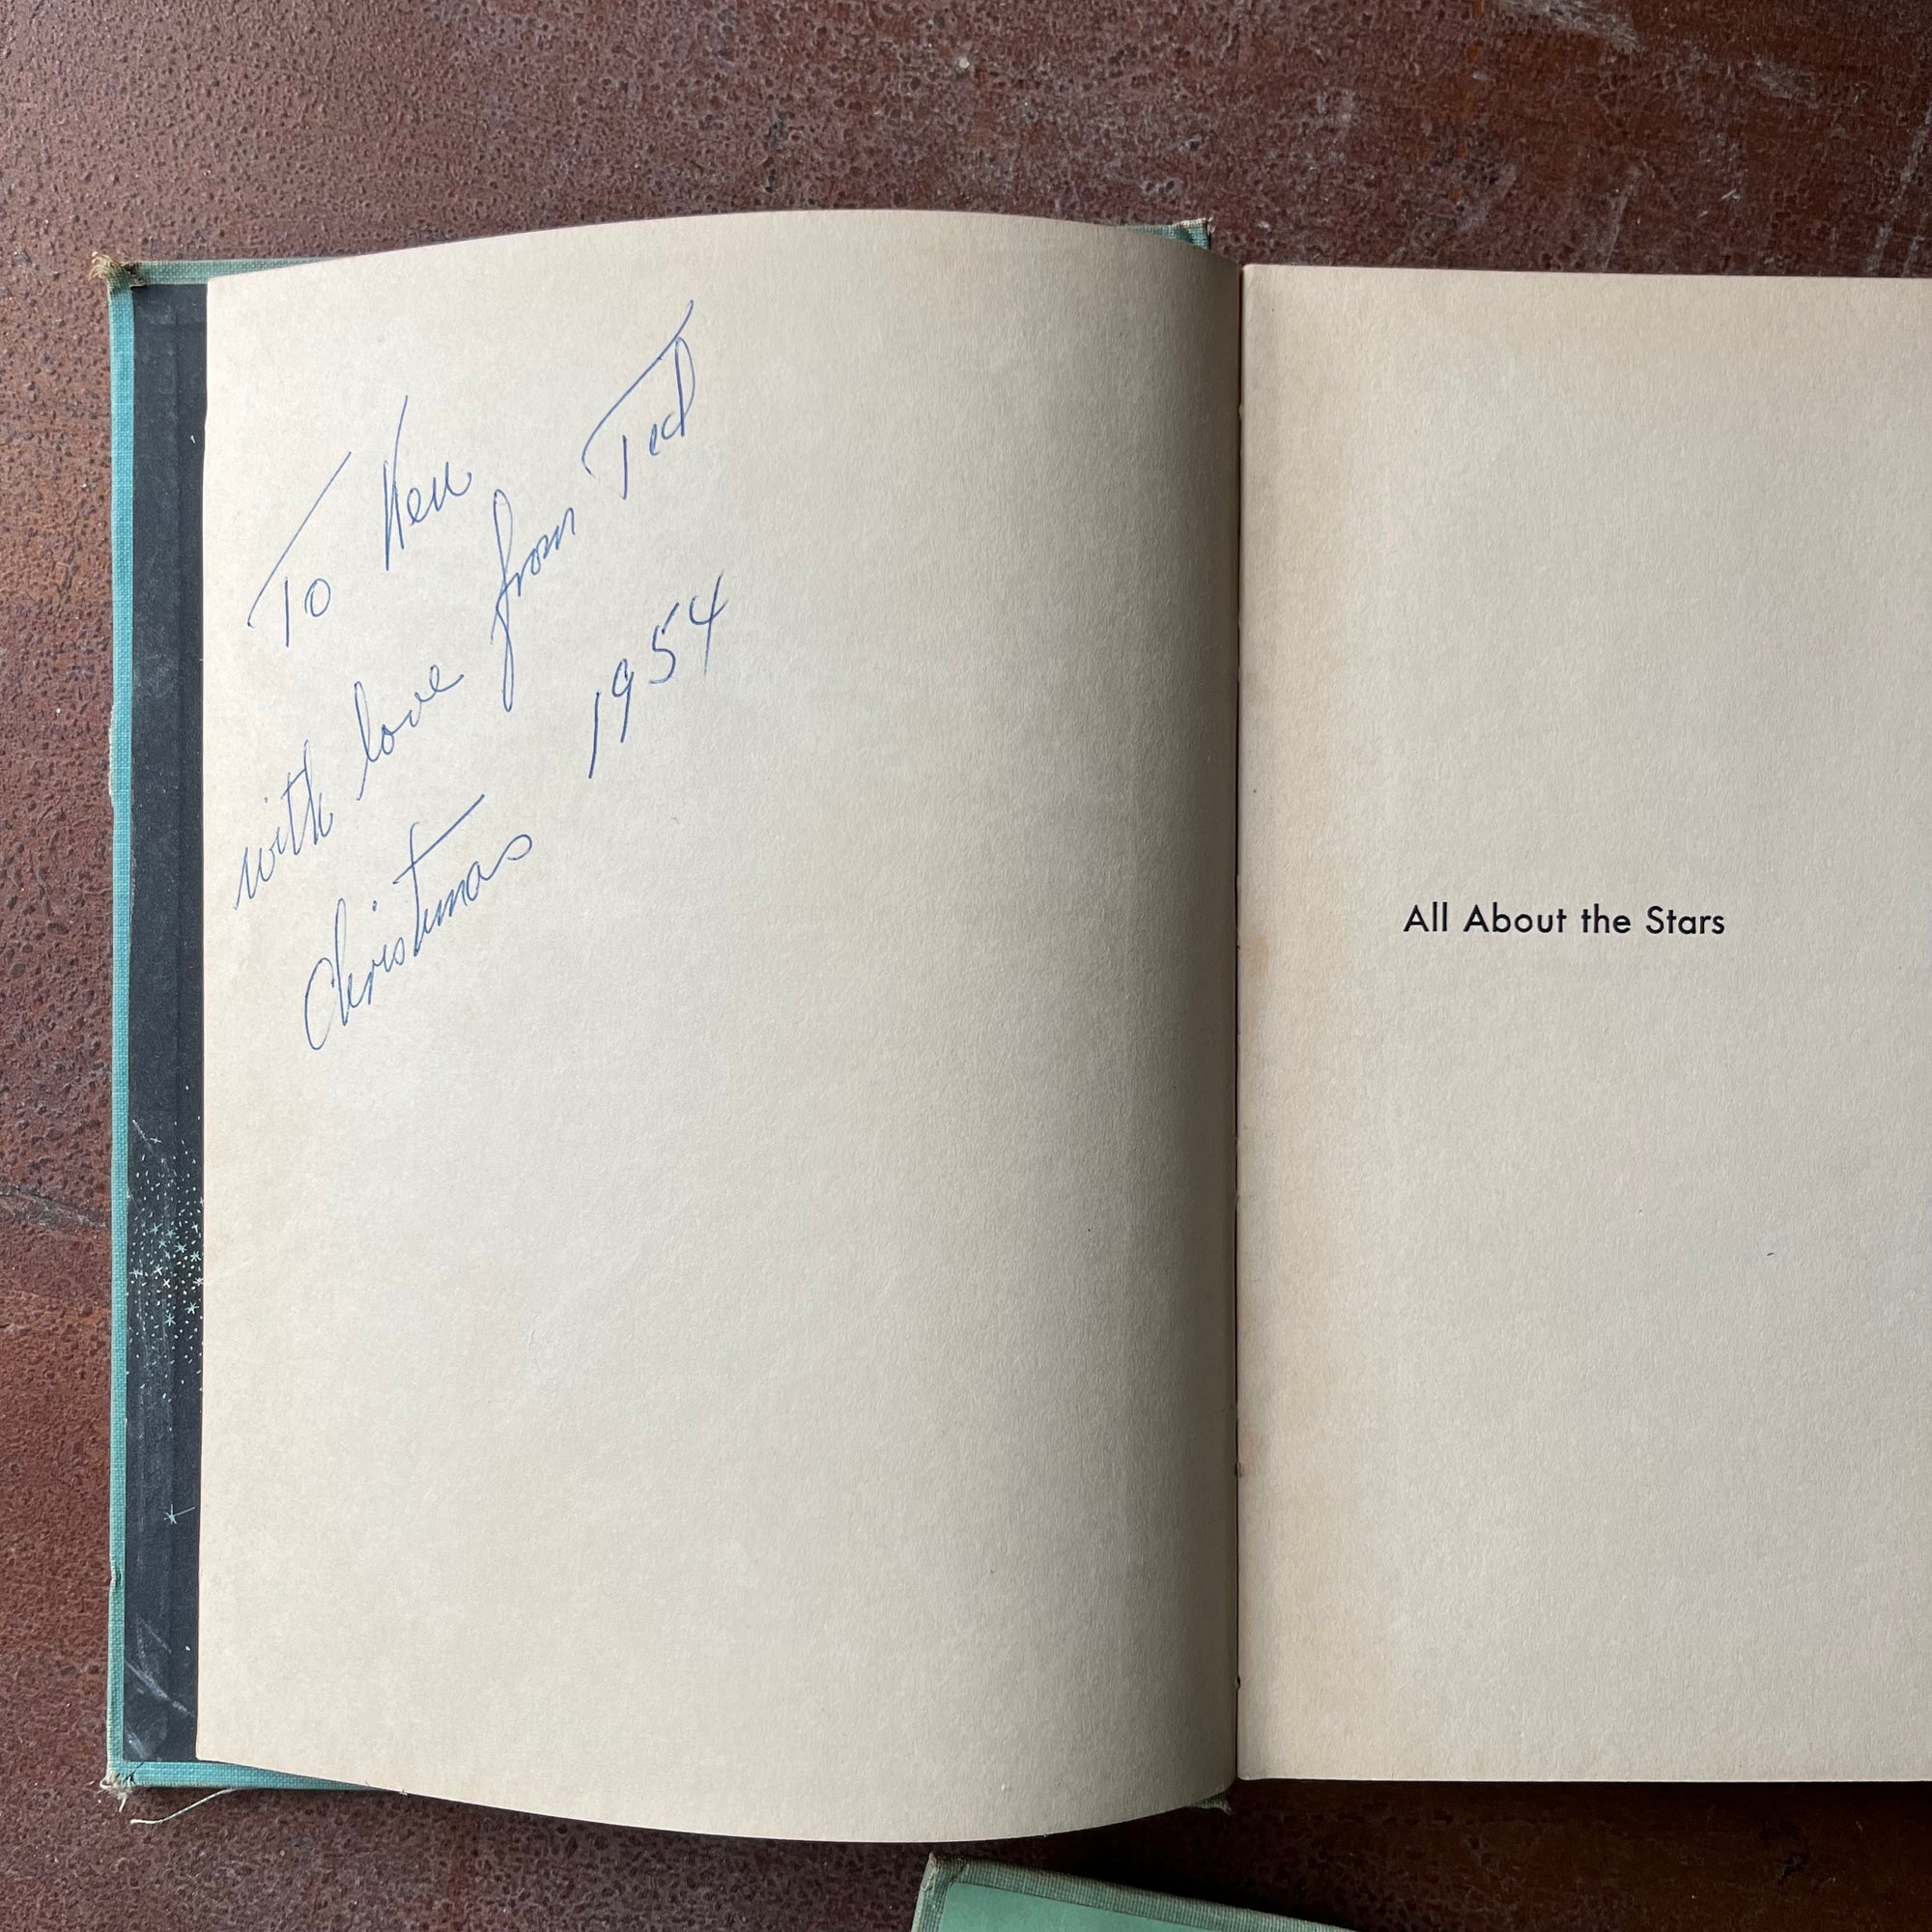 To Ken
with love from Ted
Christmas 1954
All About the Stars